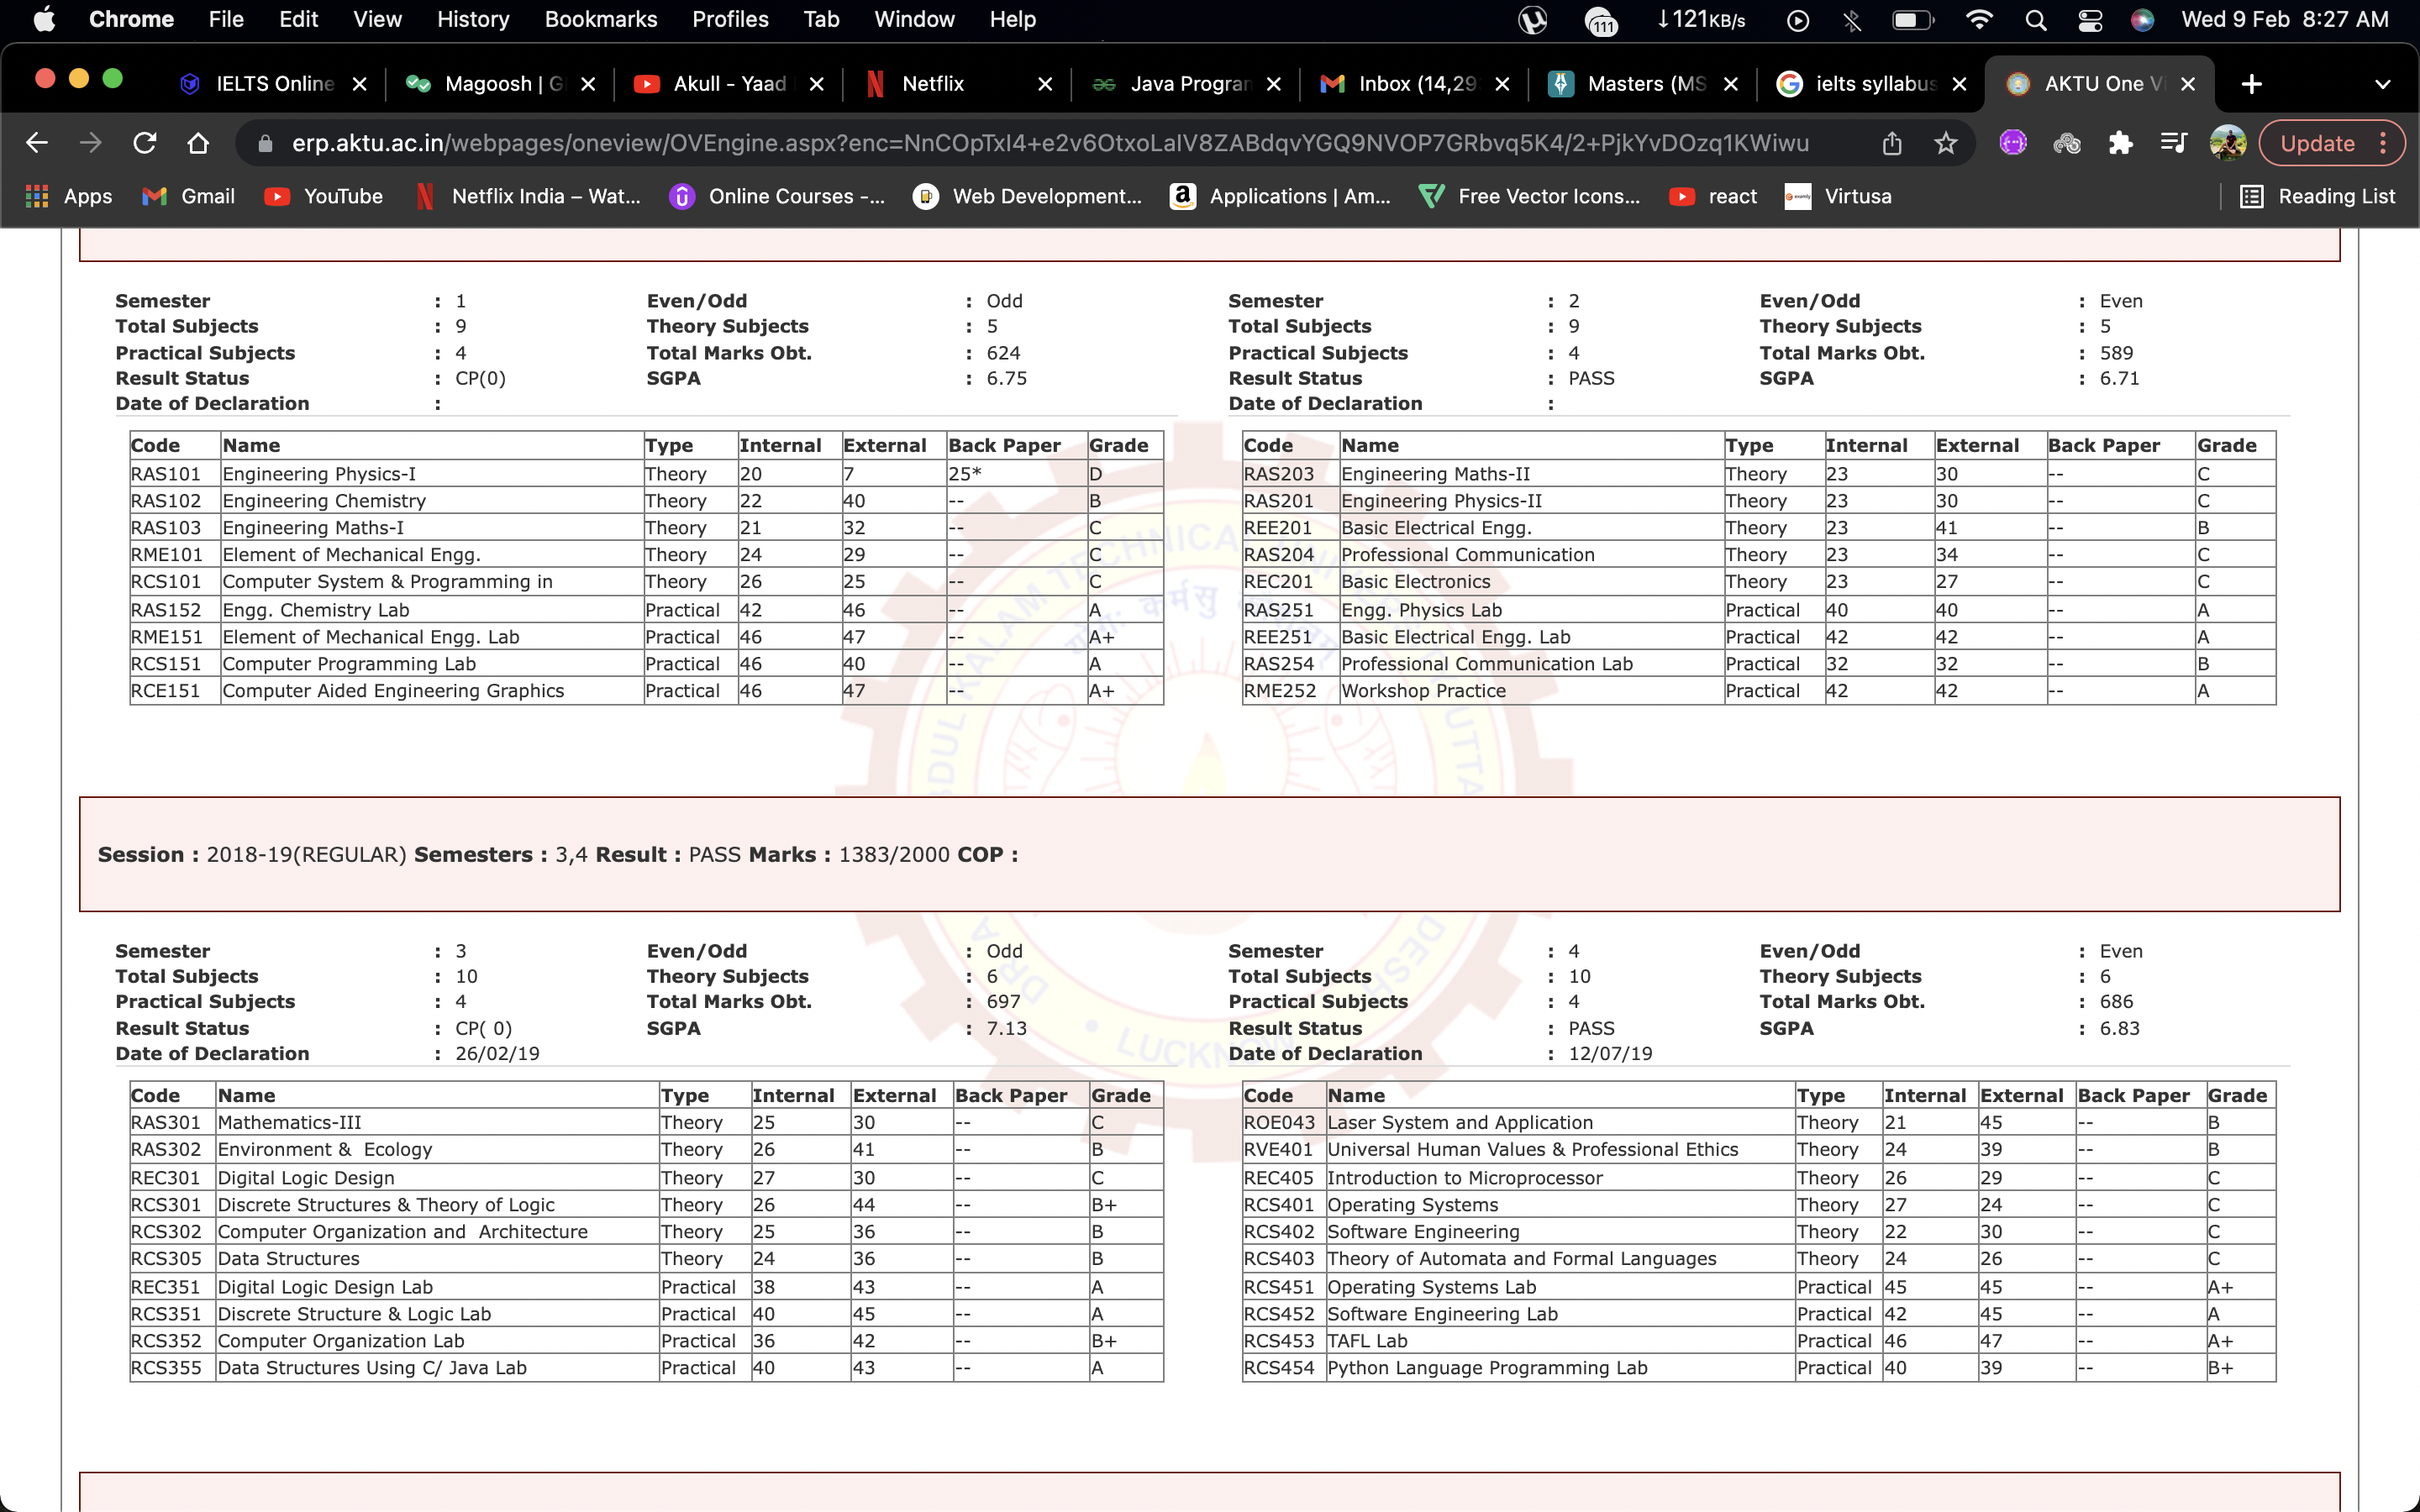 Chrome File Edit View History Bookmarks Profiles Tab Window Help 111 ↓121KB/s Wed 9 Feb 8:27 AM
IELTS Online Magoosh | G Akull - Yaad Netflix Java Progran Inbox (14,29 Masters (MS ielts syllabus AKTU One Vi
erp.aktu.ac.in/webpages/oneview/OVEngine.aspx?enc=NnCOpTxI4+e2v6OtxoLaIV8ZABdqvYGQ9NVOP7GRbvq5K4/2+PjkYvDOzq1KWiwu Update
Apps Gmail YouTube Netflix India – Wat... Online Courses -... Web Development... Applications | Am... Free Vector Icons... react Virtusa Reading List
Semester : 1 Even/Odd : Odd
Total Subjects : 9 Theory Subjects : 5
Practical Subjects : 4 Total Marks Obt. : 624
Result Status : CP(0) SGPA : 6.75
Date of Declaration :
Code Name Type Internal External Back Paper Grade
RAS101 Engineering Physics-I Theory 20 7 25* D
RAS102 Engineering Chemistry Theory 22 40 -- B
RAS103 Engineering Maths-I Theory 21 32 -- C
RME101 Element of Mechanical Engg. Theory 24 29 -- C
RCS101 Computer System & Programming in Theory 26 25 -- C
RAS152 Engg. Chemistry Lab Practical 42 46 -- A
RME151 Element of Mechanical Engg. Lab Practical 46 47 -- A+
RCS151 Computer Programming Lab Practical 46 40 -- A
RCE151 Computer Aided Engineering Graphics Practical 46 47 -- A+
Semester : 2 Even/Odd : Even
Total Subjects : 9 Theory Subjects : 5
Practical Subjects : 4 Total Marks Obt. : 589
Result Status : PASS SGPA : 6.71
Date of Declaration :
Code Name Type Internal External Back Paper Grade
RAS203 Engineering Maths-II Theory 23 30 -- C
RAS201 Engineering Physics-II Theory 23 30 -- C
REE201 Basic Electrical Engg. Theory 23 41 -- B
RAS204 Professional Communication Theory 23 34 -- C
REC201 Basic Electronics Theory 23 27 -- C
RAS251 Engg. Physics Lab Practical 40 40 -- A
REE251 Basic Electrical Engg. Lab Practical 42 42 -- A
RAS254 Professional Communication Lab Practical 32 32 -- B
RME252 Workshop Practice Practical 42 42 -- A
Session : 2018-19(REGULAR) Semesters : 3,4 Result : PASS Marks : 1383/2000 COP :
Semester : 3 Even/Odd : Odd
Total Subjects : 10 Theory Subjects : 6
Practical Subjects : 4 Total Marks Obt. : 697
Result Status : CP( 0) SGPA : 7.13
Date of Declaration : 26/02/19
Code Name Type Internal External Back Paper Grade
RAS301 Mathematics-III Theory 25 30 -- C
RAS302 Environment & Ecology Theory 26 41 -- B
REC301 Digital Logic Design Theory 27 30 -- C
RCS301 Discrete Structures & Theory of Logic Theory 26 44 -- B+
RCS302 Computer Organization and Architecture Theory 25 36 -- B
RCS305 Data Structures Theory 24 36 -- B
REC351 Digital Logic Design Lab Practical 38 43 -- A
RCS351 Discrete Structure & Logic Lab Practical 40 45 -- A
RCS352 Computer Organization Lab Practical 36 42 -- B+
RCS355 Data Structures Using C/ Java Lab Practical 40 43 -- A
Semester : 4 Even/Odd : Even
Total Subjects : 10 Theory Subjects : 6
Practical Subjects : 4 Total Marks Obt. : 686
Result Status : PASS SGPA : 6.83
Date of Declaration : 12/07/19
Code Name Type Internal External Back Paper Grade
ROE043 Laser System and Application Theory 21 45 -- B
RVE401 Universal Human Values & Professional Ethics Theory 24 39 -- B
REC405 Introduction to Microprocessor Theory 26 29 -- C
RCS401 Operating Systems Theory 27 24 -- C
RCS402 Software Engineering Theory 22 30 -- C
RCS403 Theory of Automata and Formal Languages Theory 24 26 -- C
RCS451 Operating Systems Lab Practical 45 45 -- A+
RCS452 Software Engineering Lab Practical 42 45 -- A
RCS453 TAFL Lab Practical 46 47 -- A+
RCS454 Python Language Programming Lab Practical 40 39 -- B+